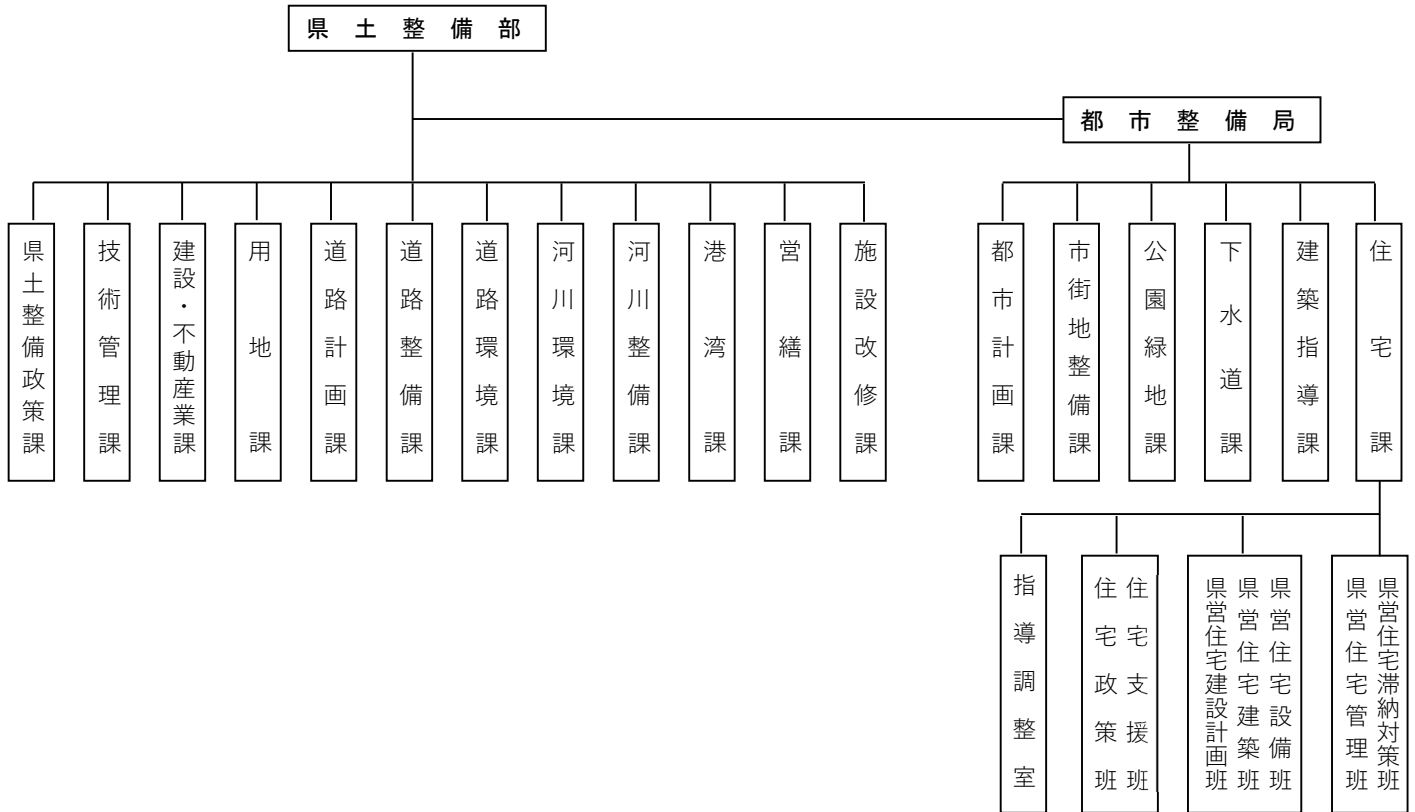 県土整備部
都市整備局
県土整備政策課
技術管理課
建設・不動産業課
用地課
道路計画課
道路整備課
道路環境課
河川環境課
河川整備課
港湾課
営繕課
施設改修課
都市計画課
市街地整備課
公園緑地課
下水道課
建築指導課
住宅課
指導調整室
住宅支援班
住宅政策班
県営住宅設備班
県営住宅建築班
県営住宅建設計画班
県営住宅滞納対策班
県営住宅管理班